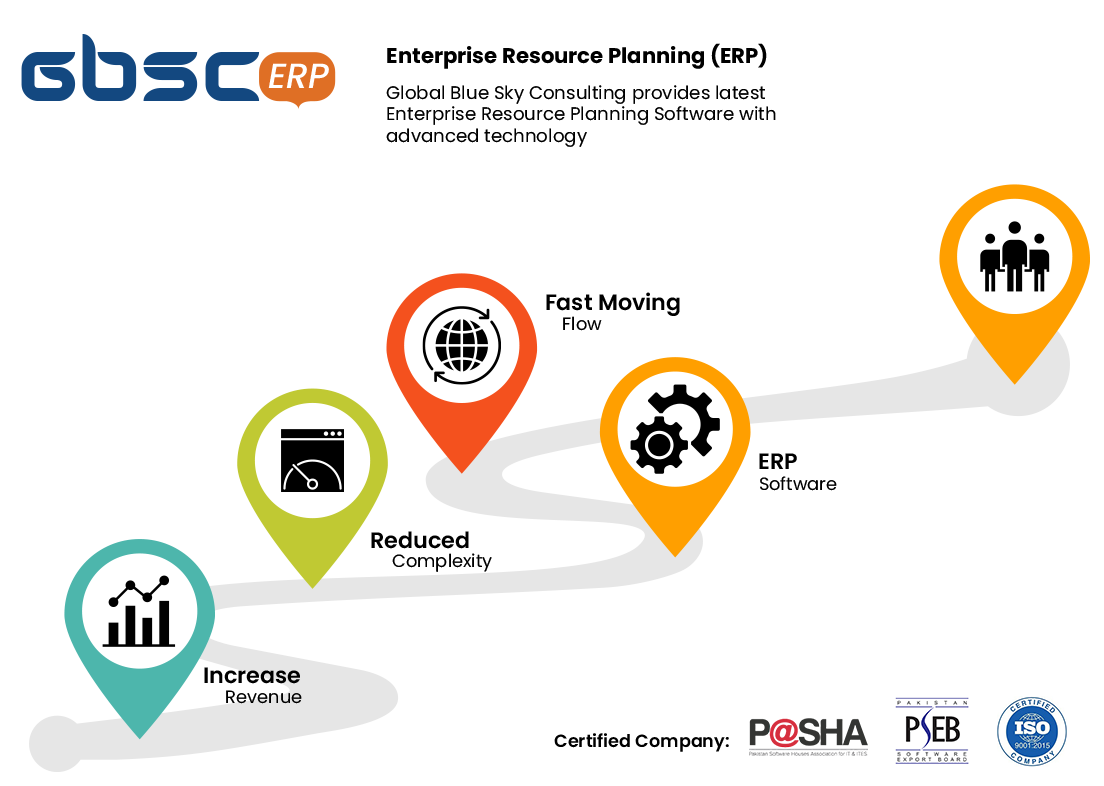 GBSC ERP
Enterprise Resource Planning (ERP)
Global Blue Sky Consulting provides latest
Enterprise Resource Planning Software with
advanced technology
Fast Moving
Flow
ERP
Software
Reduced
Complexity
Increase
Revenue
Certified Company:
P@SHA
Pakistan Software Houses Association for IT & ITES
PAKISTAN
PSEB
SOFTWARE
EXPORT BOARD
CERTIFIED
ISO
9001:2015
COMPANY